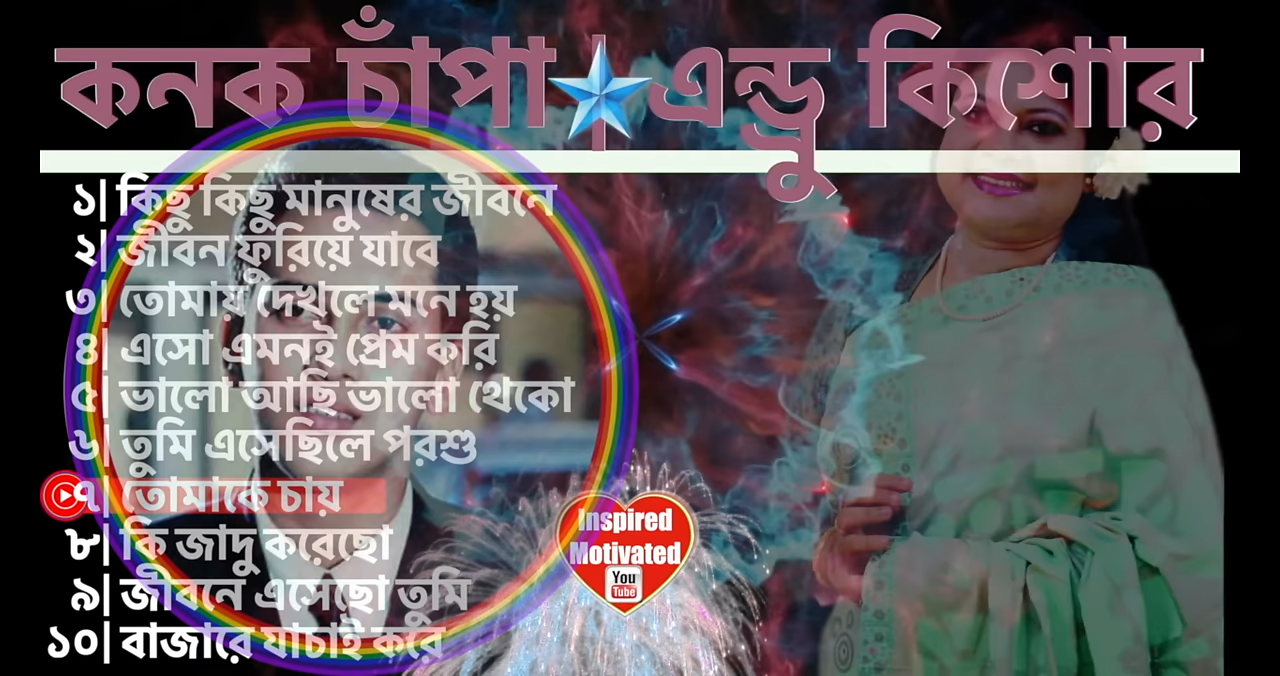 কনক চাঁপা | এন্ড্রু কিশোর
১| কিছু কিছু মানুষের জীবনে
২| জীবন ফুরিয়ে যাবে
৩| তোমায় দেখলে মনে হয়
৪| এসো এমনই প্রেম করি
৫| ভালো আছি ভালো থেকো
৬| তুমি এসেছিলে পরশু
৭| তোমাকে চায়
৮| কি জাদু করেছো
৯| জীবনে এসেছো তুমি
১০| বাজারে যাচাই করে
Inspired
Motivated
You
Tube